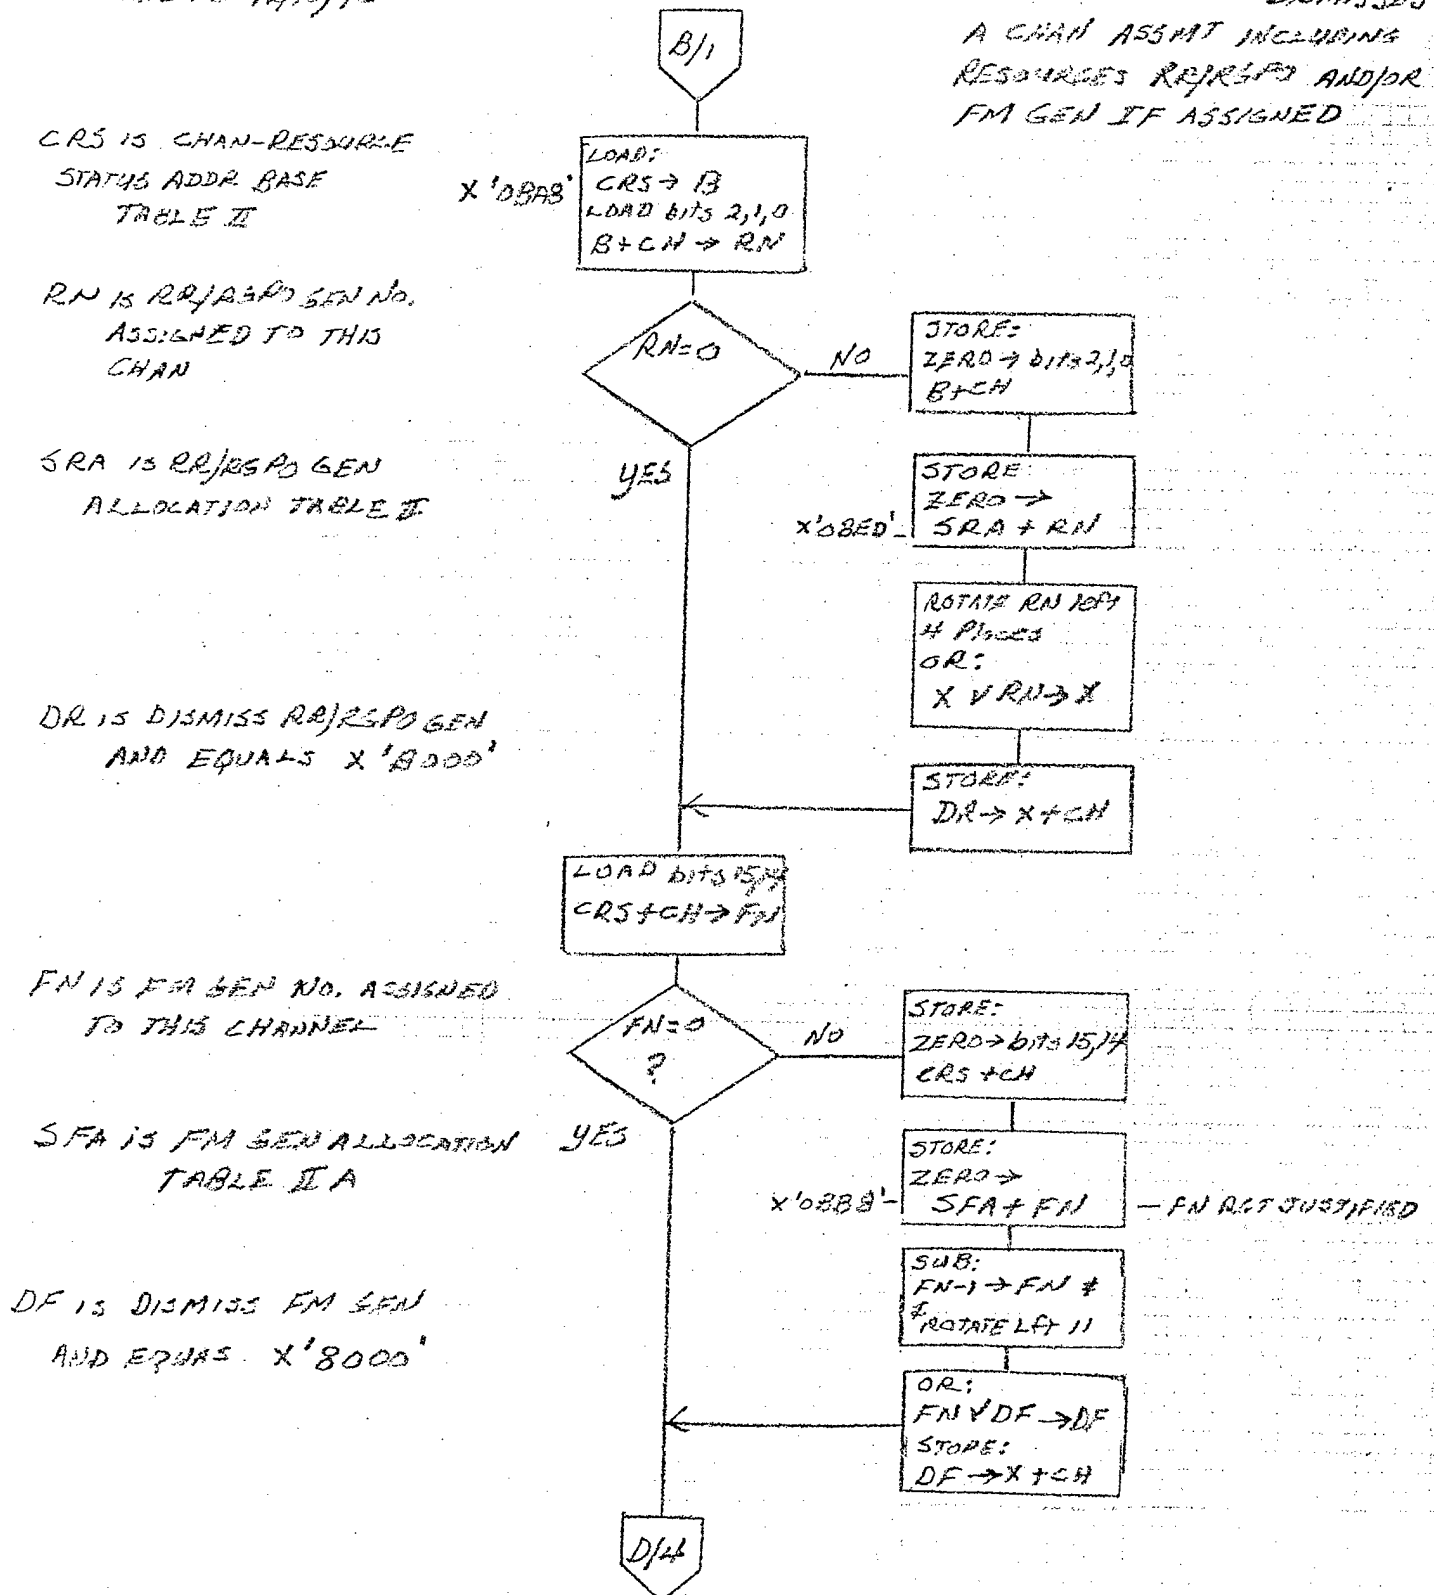 B/1
A CHAN ASSMT INCLUDING
RESOURCES RR/RGPO AND/OR
FM GEN IF ASSIGNED
CRS IS CHAN-RESOURCE
STATUS ADDR BASE
TABLE II
X '0BA8'
LOAD:
CRS → B
LOAD bits 2,1,0
B+CH → RN
RN IS RR/RGPO GEN NO.
ASSIGNED TO THIS
CHAN
RN=0
NO
STORE:
ZERO → bits 2,1,0
B+CH
SRA IS RR/RGPO GEN
ALLOCATION TABLE II
YES
STORE
ZERO →
SRA + RN
X'0BED'-
ROTATE RN left
4 Places
OR:
X V RN → X
DR IS DISMISS RR/RGPO GEN
AND EQUALS X '8000'
STORE:
DR → X + CH
LOAD bits 15,14
CRS + CH → FN
FN IS FM GEN NO. ASSIGNED
TO THIS CHANNEL
FN=0
?
NO
STORE:
ZERO → bits 15,14
CRS + CH
SFA is FM GEN ALLOCATION
TABLE II A
YES
STORE:
ZERO →
SFA + FN
X'0BB8'-
— FN RGT JUSTIFIED
SUB:
FN-1 → FN ≠
≠ ROTATE Lft 11
DF IS DISMISS FM GEN
AND EQUAS X '8000'
OR:
FN V DF → DF
STORE:
DF → X + CH
D/4